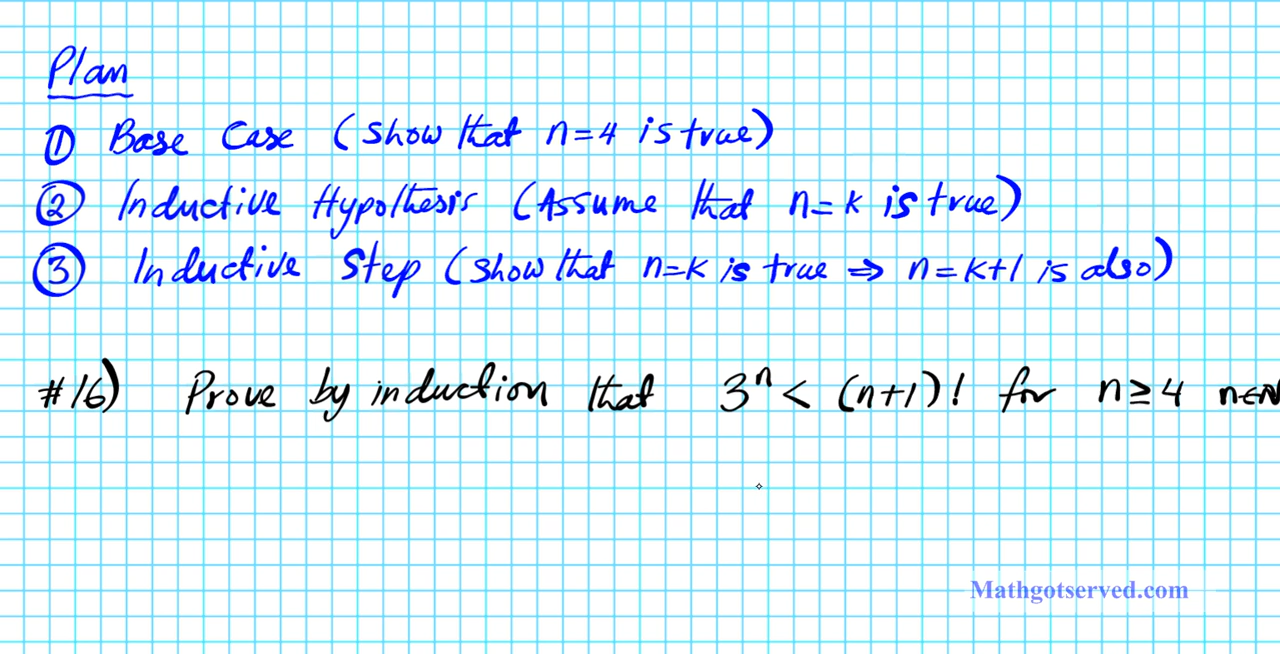 Plan
① Base Case (show that n=4 is true)
② Inductive Hypothesis (Assume that n=k is true)
③ Inductive Step (show that n=k is true ⇒ n=k+1 is also)
#16) Prove by induction that 3ⁿ < (n+1)! for n≥4 n∈N
Mathgotserved.com